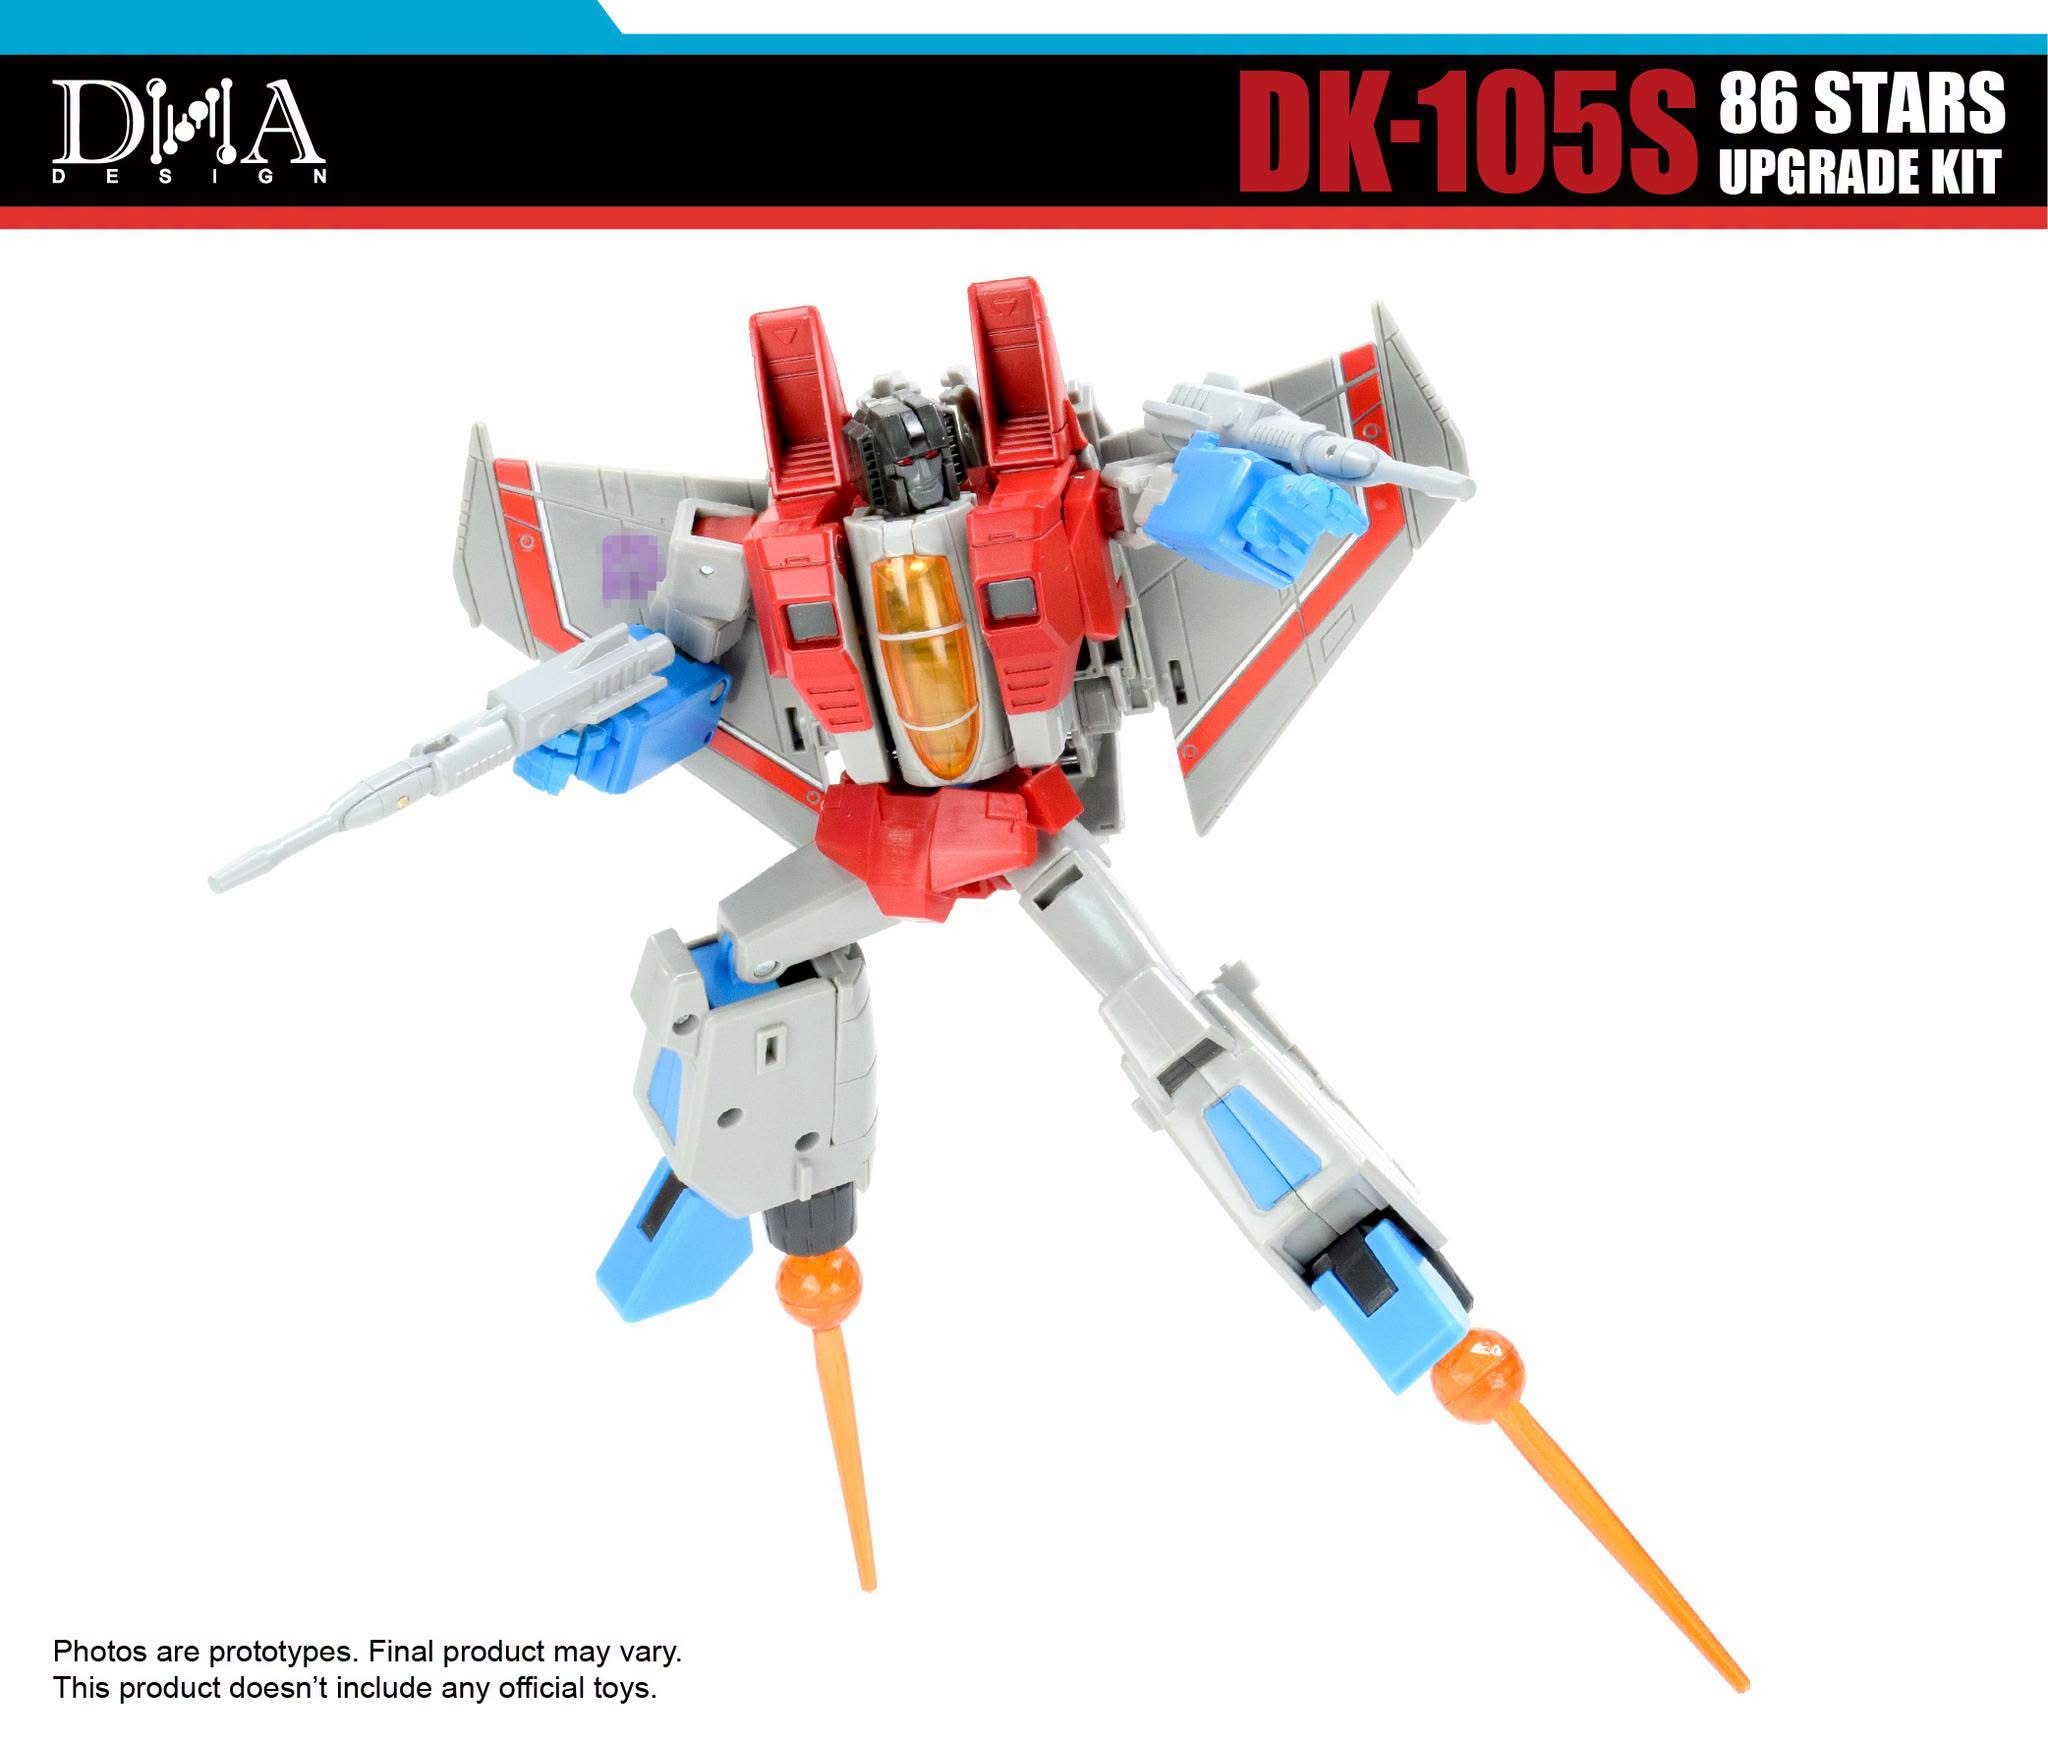 DNA
DESIGN
DK-105S
86 STARS
UPGRADE KIT
Photos are prototypes. Final product may vary.
This product doesn't include any official toys.